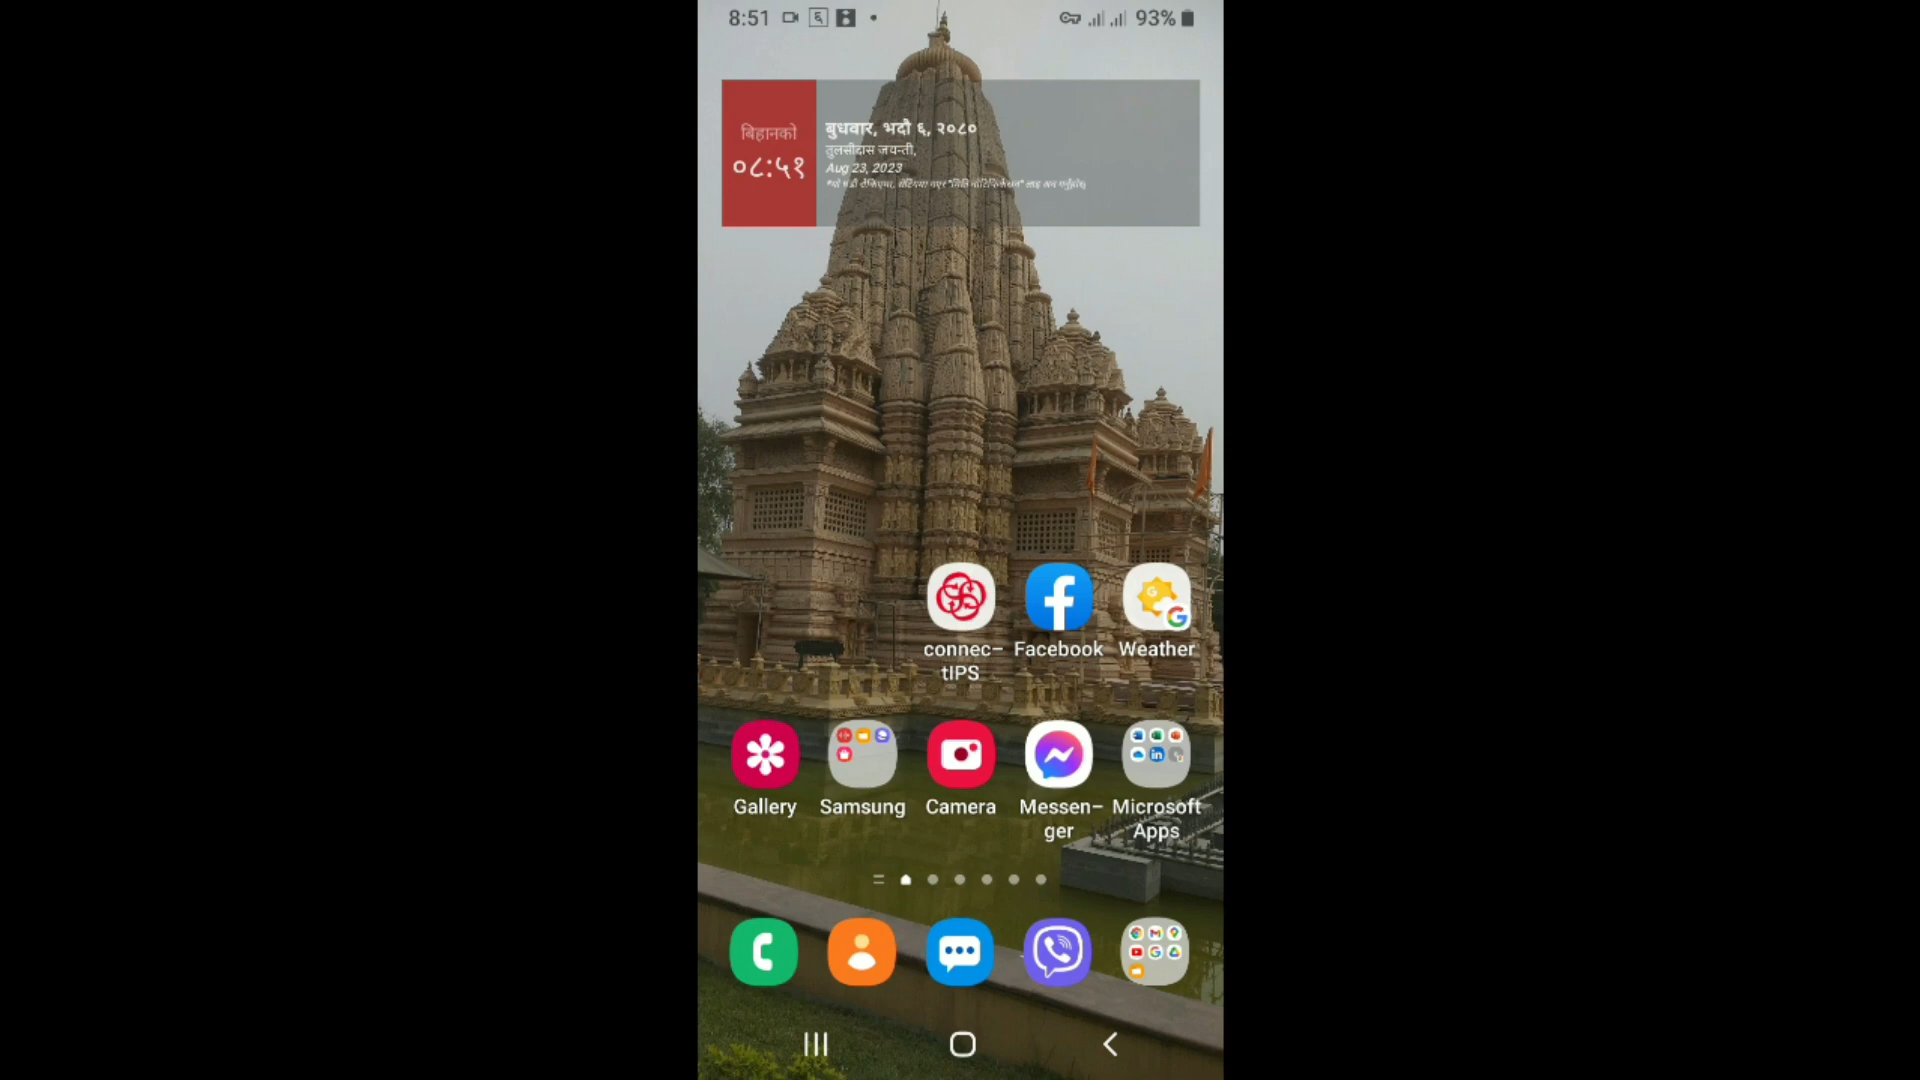 8:51
93%
बिहानको
०८:५१
बुधवार, भदौ ६, २०८०
तुलसीदास जयन्ती,
Aug 23, 2023
connec-
tIPS
Facebook
Weather
Gallery
Samsung
Camera
Messen-
ger
Microsoft
Apps